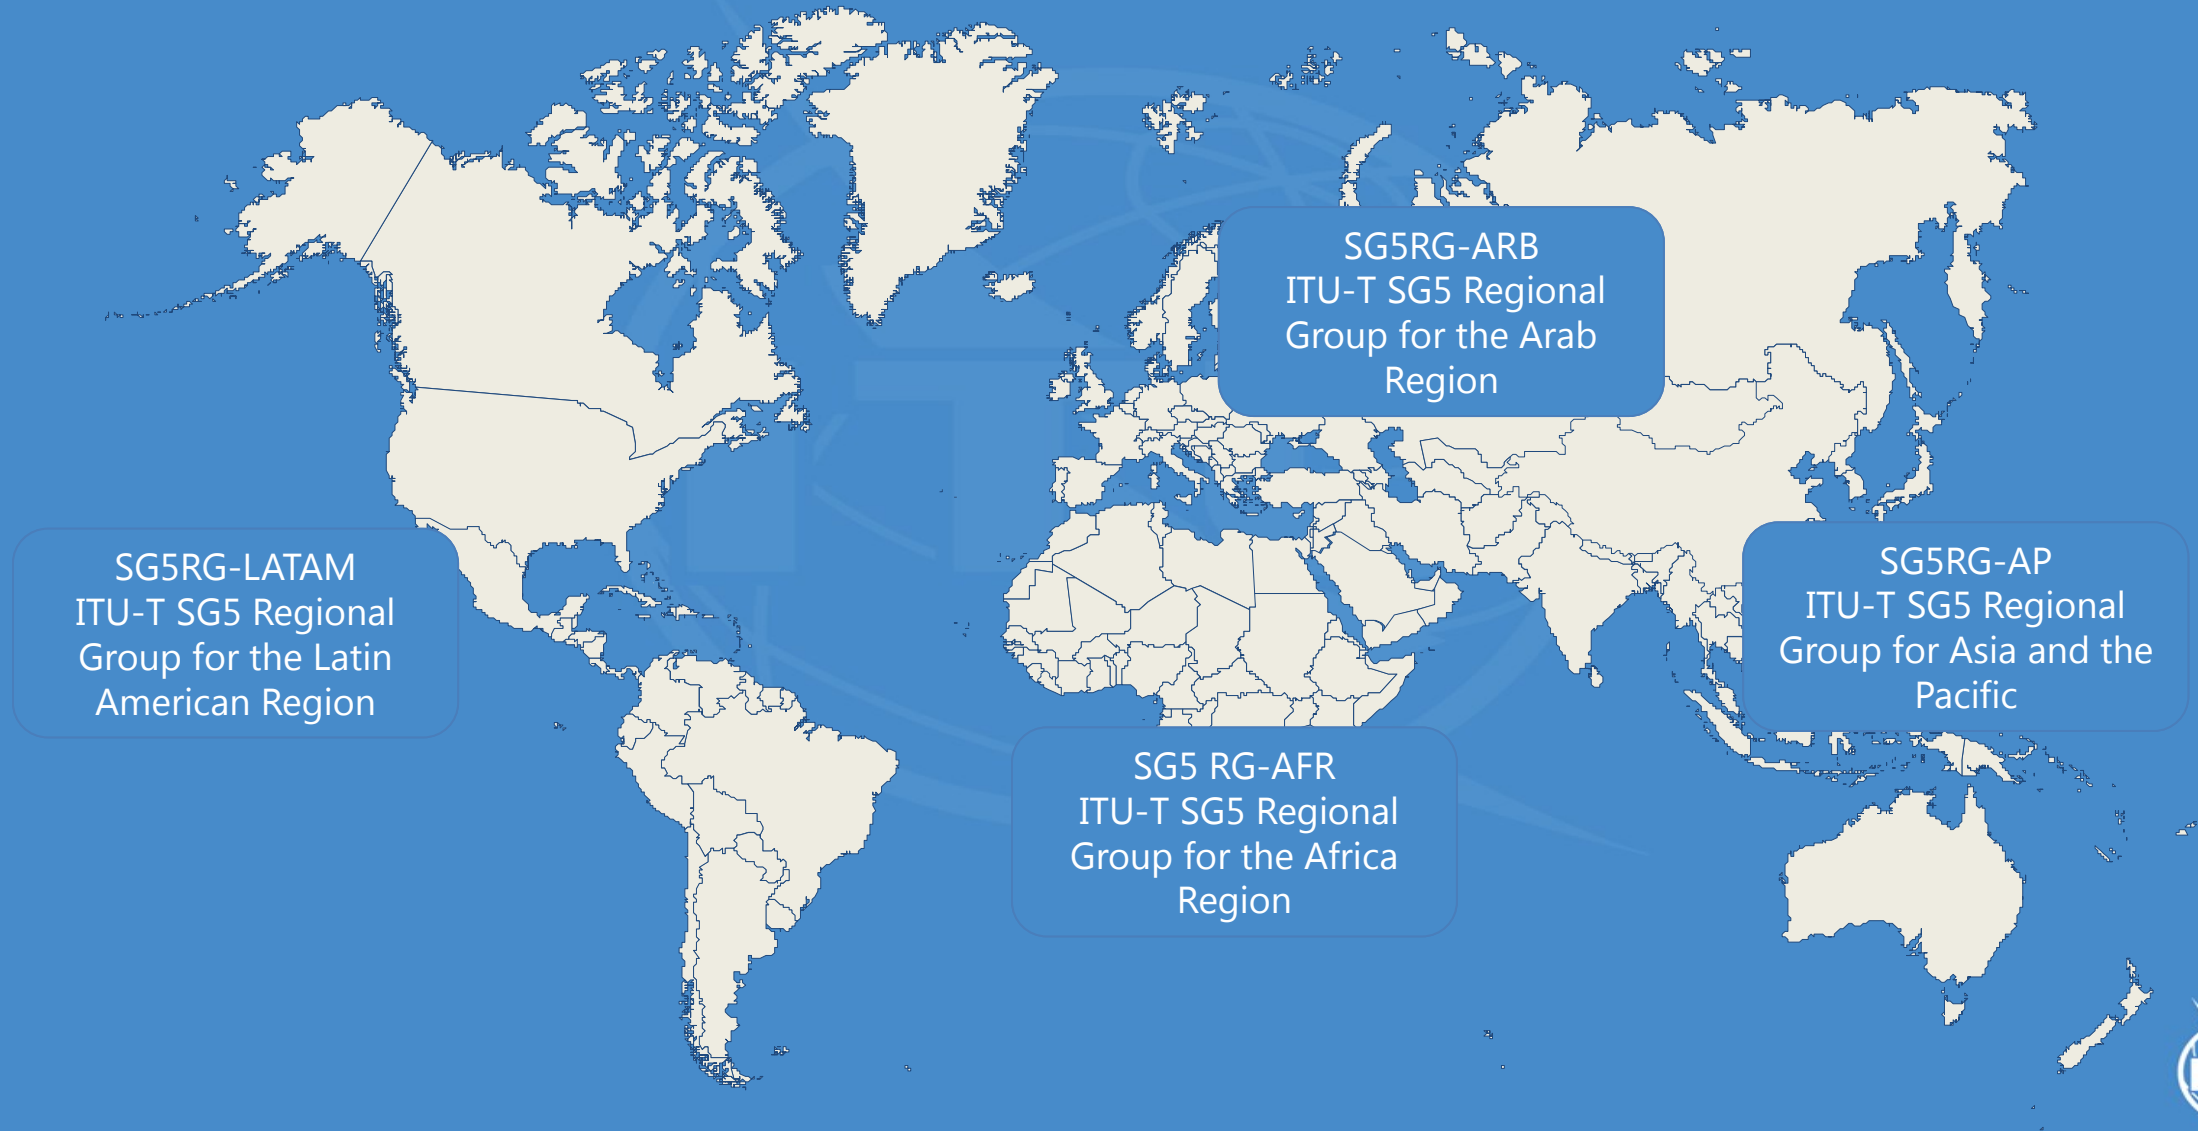 SG5RG-ARB
ITU-T SG5 Regional
Group for the Arab
Region
SG5RG-LATAM
ITU-T SG5 Regional
Group for the Latin
American Region
SG5RG-AP
ITU-T SG5 Regional
Group for Asia and the
Pacific
SG5 RG-AFR
ITU-T SG5 Regional
Group for the Africa
Region